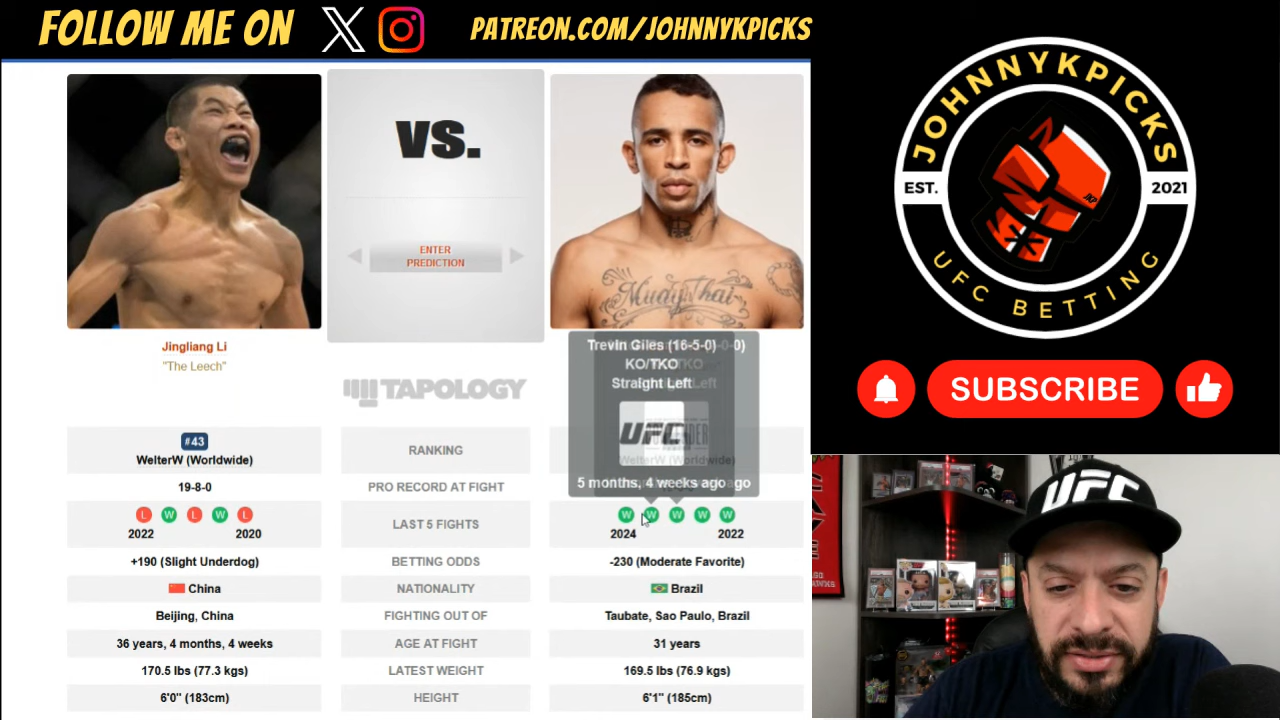 FOLLOW ME ON
PATREON.COM/JOHNNYKPICKS
VS.
ENTER
PREDICTION
Muay Thai
Jingliang Li
"The Leech"
TAPOLOGY
Trevin Giles (16-5-0)
KO/TKO
Straight Left
UFC
5 months, 4 weeks ago
#43
WelterW (Worldwide)
RANKING
WelterW (Worldwide)
19-8-0
PRO RECORD AT FIGHT
L W L W L
2022 2020
LAST 5 FIGHTS
W W W W W
2024 2022
+190 (Slight Underdog)
BETTING ODDS
-230 (Moderate Favorite)
China
NATIONALITY
Brazil
Beijing, China
FIGHTING OUT OF
Taubate, Sao Paulo, Brazil
36 years, 4 months, 4 weeks
AGE AT FIGHT
31 years
170.5 lbs (77.3 kgs)
LATEST WEIGHT
169.5 lbs (76.9 kgs)
6'0" (183cm)
HEIGHT
6'1" (185cm)
JOHNNYKPICKS
EST.
2021
UFC BETTING
SUBSCRIBE
UFC